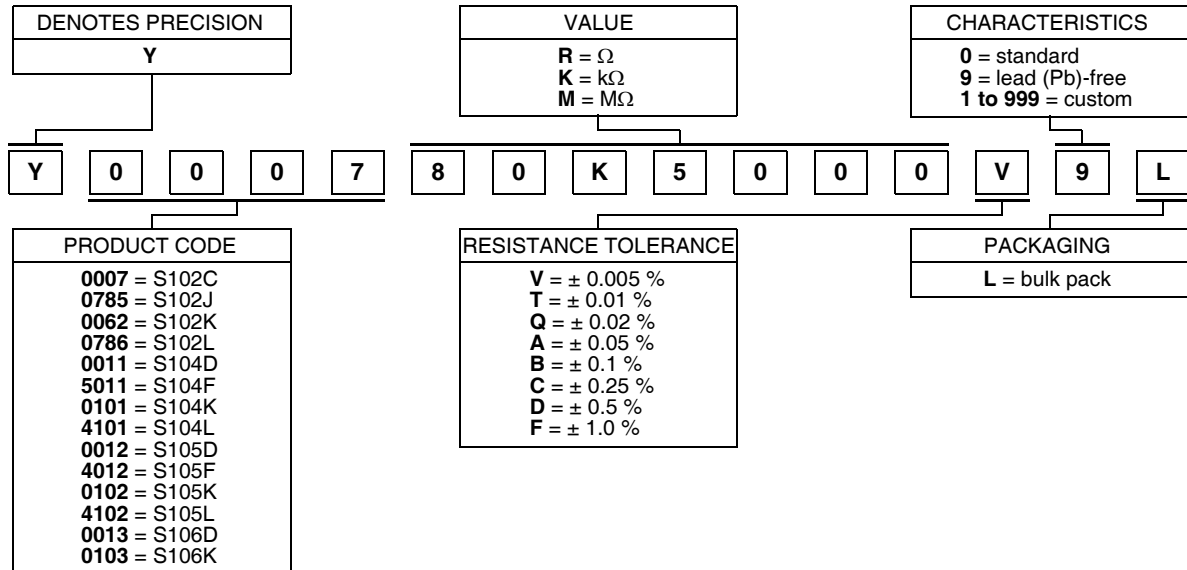 DENOTES PRECISION
Y
VALUE
R = Ω
K = kΩ
M = MΩ
CHARACTERISTICS
0 = standard
9 = lead (Pb)-free
1 to 999 = custom
Y 0 0 0 7 8 0 K 5 0 0 0 V 9 L
PRODUCT CODE
0007 = S102C
0785 = S102J
0062 = S102K
0786 = S102L
0011 = S104D
5011 = S104F
0101 = S104K
4101 = S104L
0012 = S105D
4012 = S105F
0102 = S105K
4102 = S105L
0013 = S106D
0103 = S106K
RESISTANCE TOLERANCE
V = ± 0.005 %
T = ± 0.01 %
Q = ± 0.02 %
A = ± 0.05 %
B = ± 0.1 %
C = ± 0.25 %
D = ± 0.5 %
F = ± 1.0 %
PACKAGING
L = bulk pack